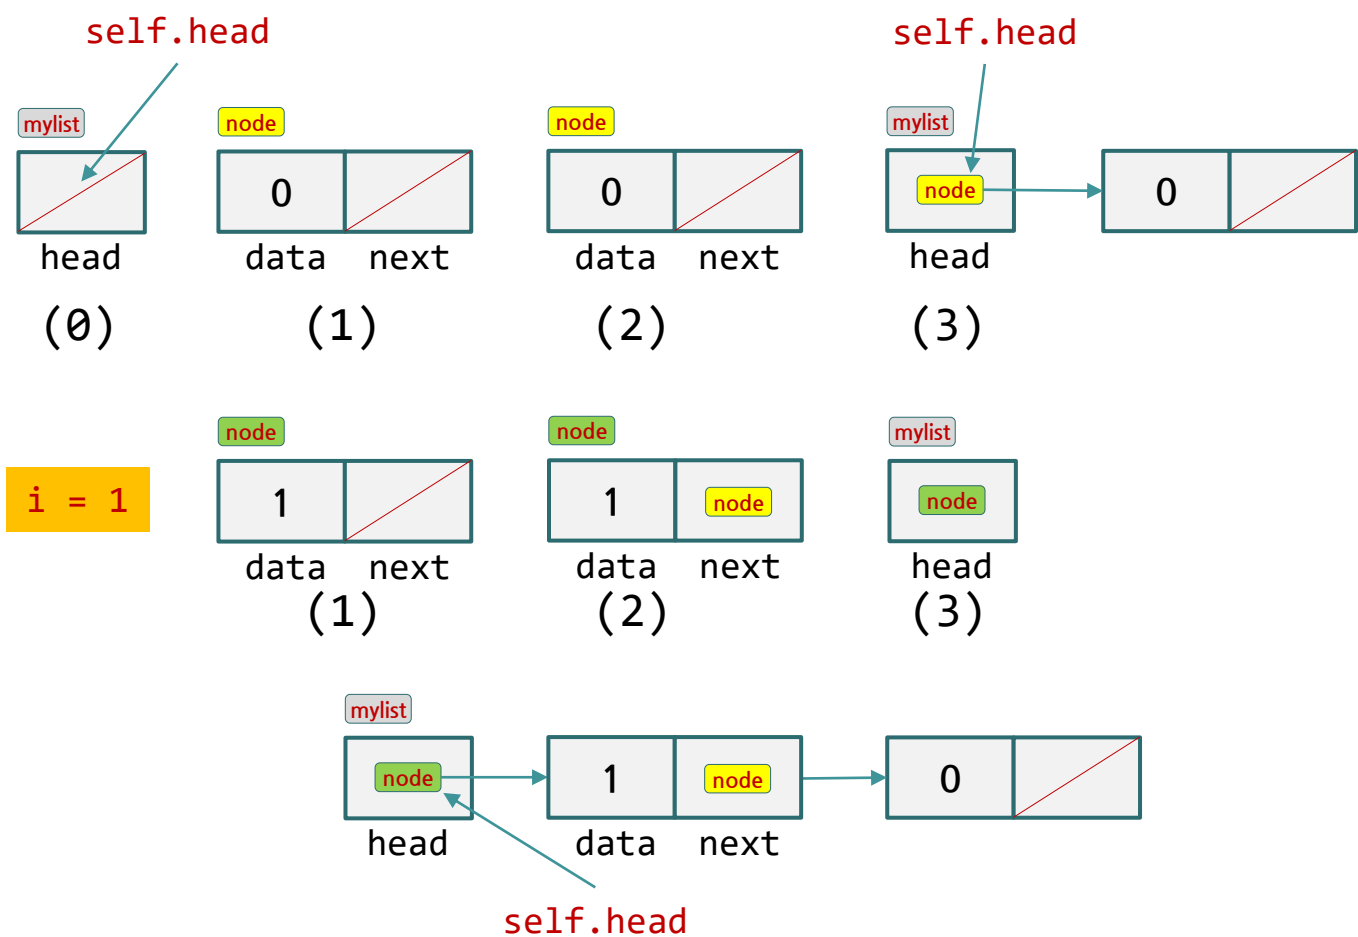 self.head self.head
mylist node node mylist
0 0 node 0
head data next data next head
(0) (1) (2) (3)
node node mylist
i = 1 1 1 node node
data next data next head
(1) (2) (3)
mylist
node 1 node 0
head data next
self.head